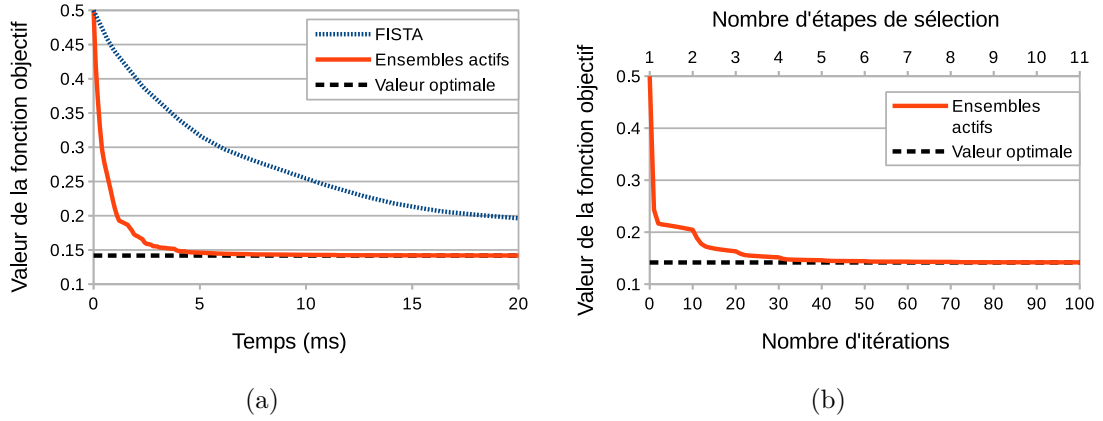 Valeur de la fonction objectif
0.5
0.45
0.4
0.35
0.3
0.25
0.2
0.15
0.1
FISTA
Ensembles actifs
Valeur optimale
0 5 10 15 20
Temps (ms)
(a)
Nombre d'étapes de sélection
1 2 3 4 5 6 7 8 9 10 11
Valeur de la fonction objectif
0.5
0.4
0.3
0.2
0.1
Ensembles
actifs
Valeur optimale
0 10 20 30 40 50 60 70 80 90 100
Nombre d'itérations
(b)